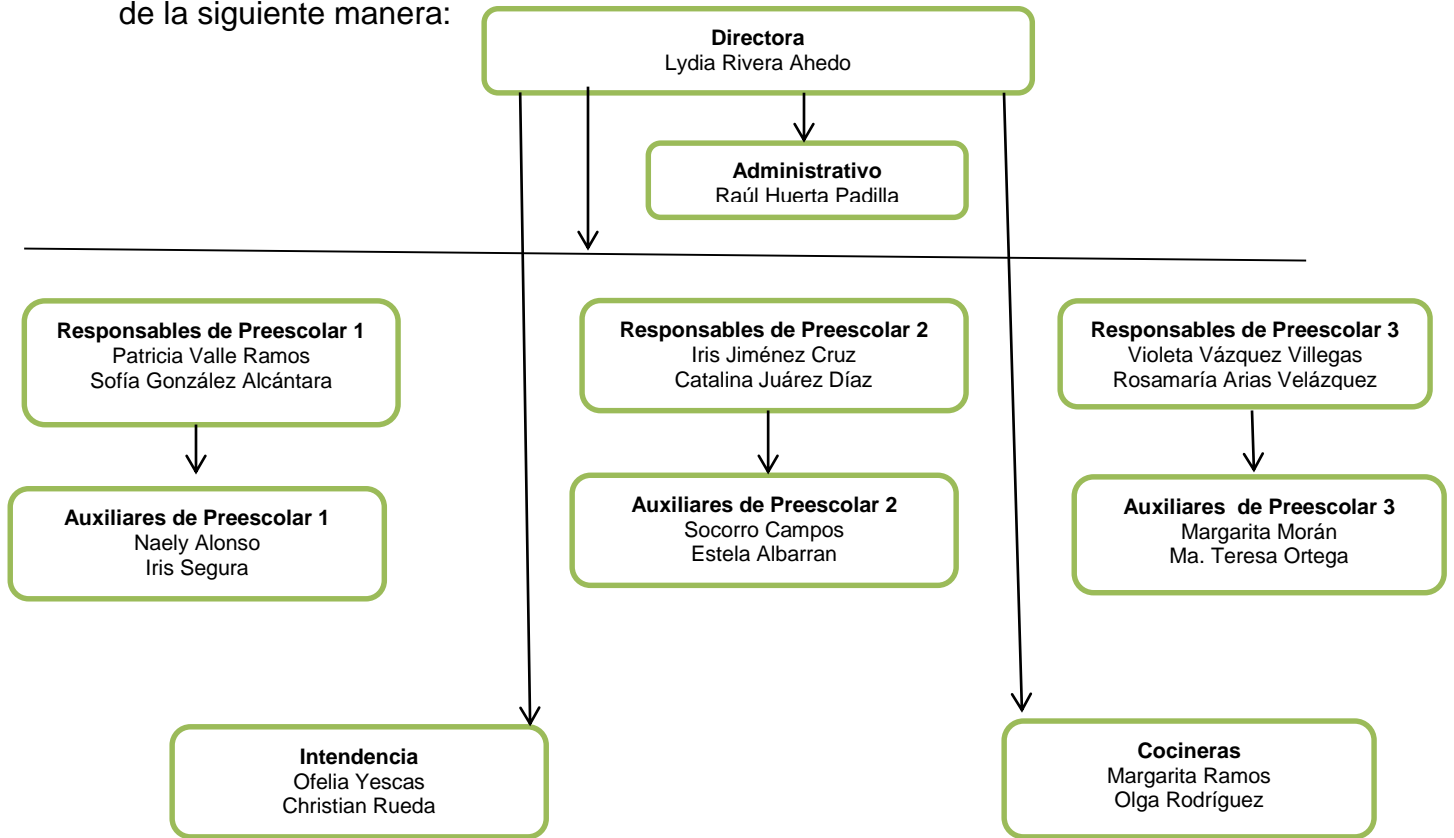 de la siguiente manera:
Directora
Lydia Rivera Ahedo
Administrativo
Raúl Huerta Padilla
Responsables de Preescolar 1
Patricia Valle Ramos
Sofía González Alcántara
Responsables de Preescolar 2
Iris Jiménez Cruz
Catalina Juárez Díaz
Responsables de Preescolar 3
Violeta Vázquez Villegas
Rosamaría Arias Velázquez
Auxiliares de Preescolar 1
Naely Alonso
Iris Segura
Auxiliares de Preescolar 2
Socorro Campos
Estela Albarran
Auxiliares de Preescolar 3
Margarita Morán
Ma. Teresa Ortega
Intendencia
Ofelia Yescas
Christian Rueda
Cocineras
Margarita Ramos
Olga Rodríguez